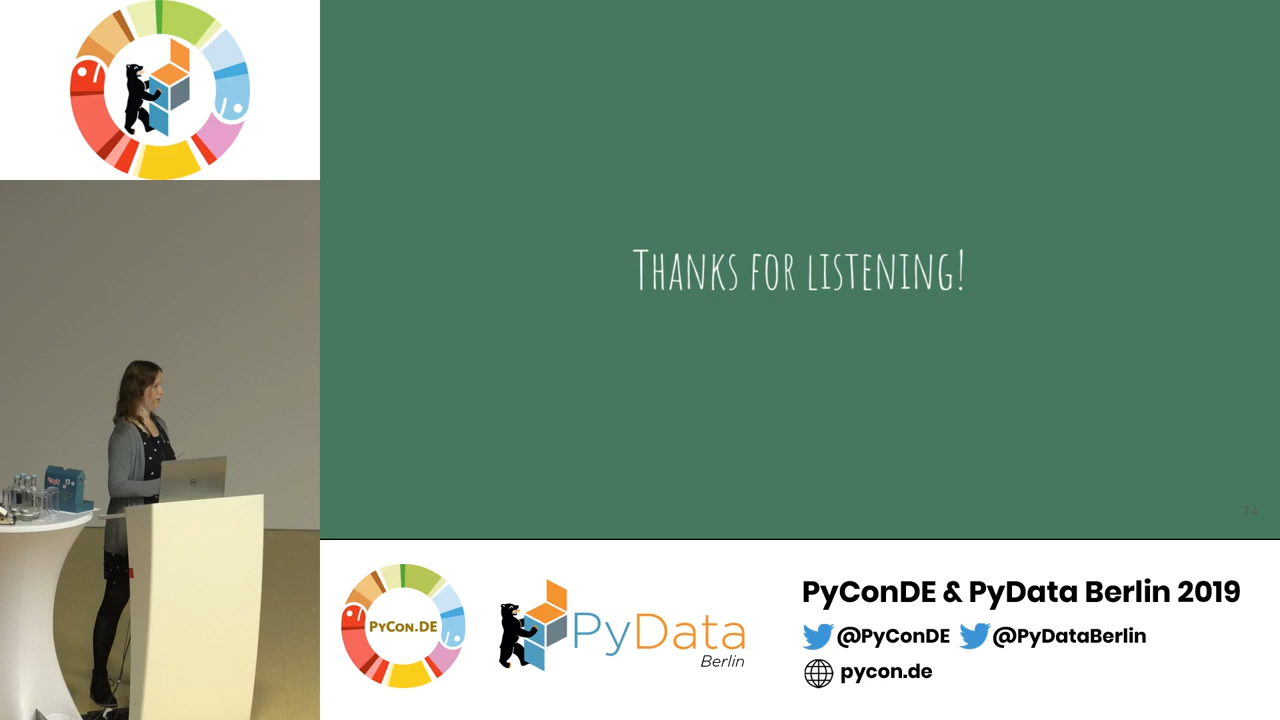 Thanks for listening!
14
PyCon.DE
PyData
Berlin
PyConDE & PyData Berlin 2019
@PyConDE @PyDataBerlin
pycon.de